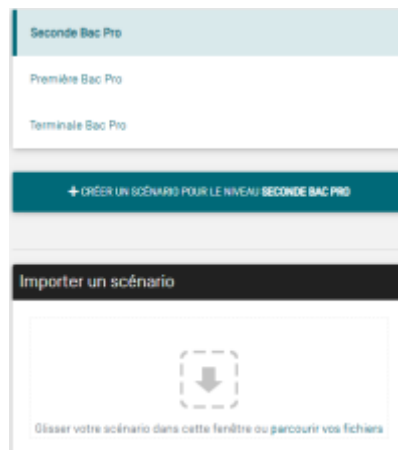 Seconde Bac Pro
Première Bac Pro
Terminale Bac Pro
+ CRÉER UN SCÉNARIO POUR LE NIVEAU SECONDE BAC PRO
Importer un scénario
Glisser votre scénario dans cette fenêtre ou parcourir vos fichiers